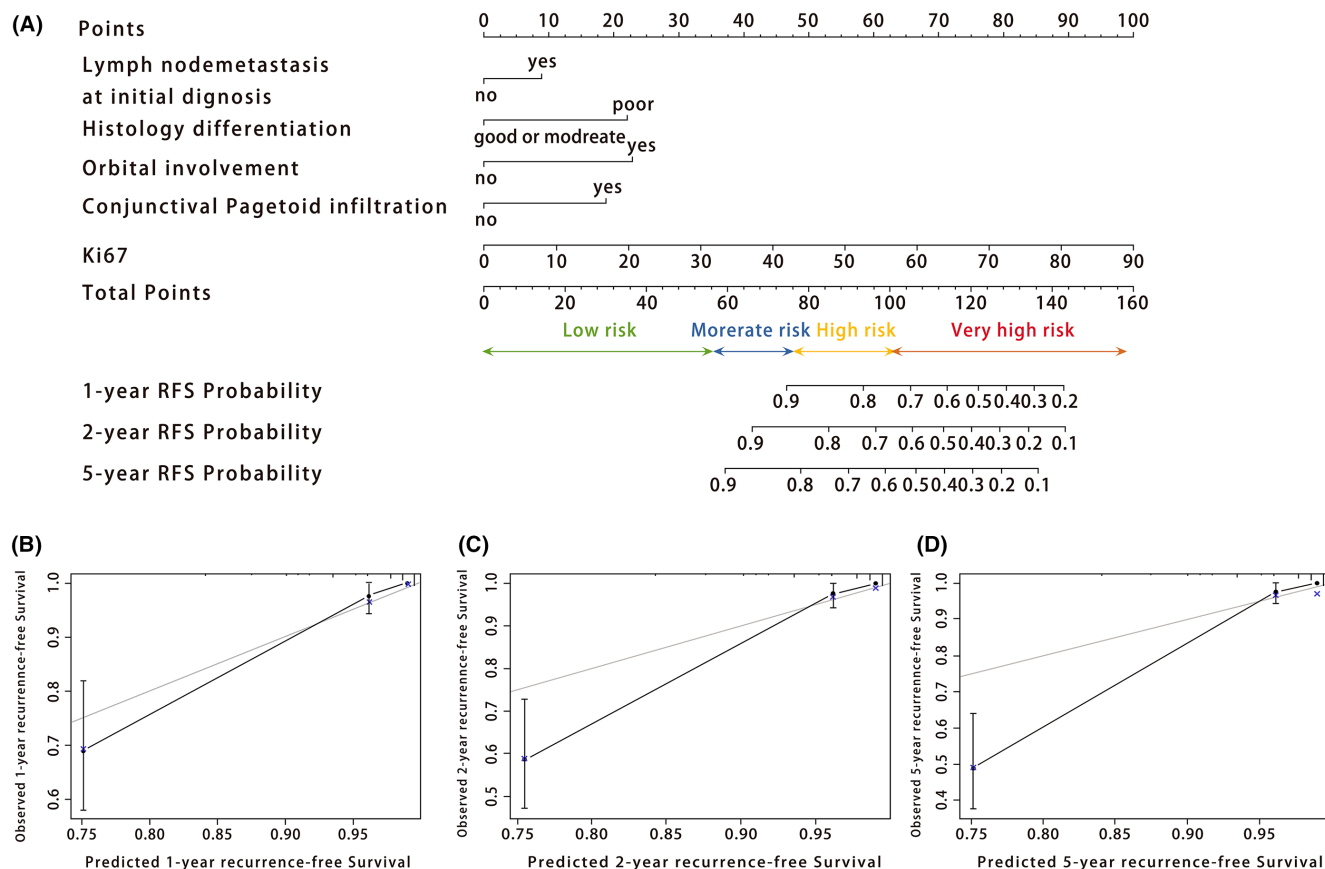 (A)
Points
0 10 20 30 40 50 60 70 80 90 100
Lymph nodemetastasis
at initial dignosis
yes
no
Histology differentiation
poor
good or modreate
Orbital involvement
yes
no
Conjunctival Pagetoid infiltration
yes
no
Ki67
0 10 20 30 40 50 60 70 80 90
Total Points
0 20 40 60 80 100 120 140 160
Low risk Morerate risk High risk Very high risk
1-year RFS Probability
0.9 0.8 0.7 0.6 0.5 0.4 0.3 0.2
2-year RFS Probability
0.9 0.8 0.7 0.6 0.5 0.4 0.3 0.2 0.1
5-year RFS Probability
0.9 0.8 0.7 0.6 0.5 0.4 0.3 0.2 0.1
(B)
Observed 1-year recurrennce-free Survival
1.0
0.9
0.8
0.7
0.6
0.75 0.80 0.85 0.90 0.95
Predicted 1-year recurrence-free Survival
(C)
Observed 2-year recurrennce-free Survival
1.0
0.9
0.8
0.7
0.6
0.5
0.75 0.80 0.85 0.90 0.95
Predicted 2-year recurrence-free Survival
(D)
Observed 5-year recurrennce-free Survival
1.0
0.9
0.8
0.7
0.6
0.5
0.4
0.75 0.80 0.85 0.90 0.95
Predicted 5-year recurrence-free Survival